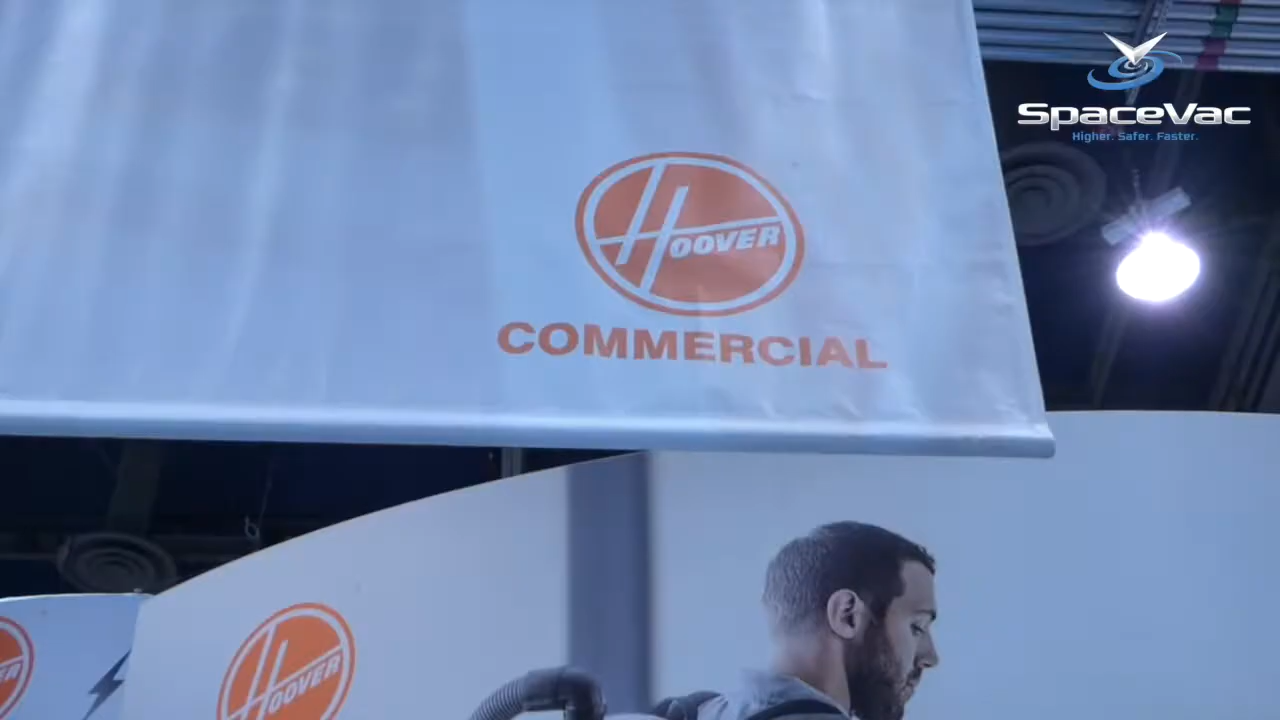 SpaceVac
Higher. Safer. Faster.
HOOVER
COMMERCIAL
HOOVER